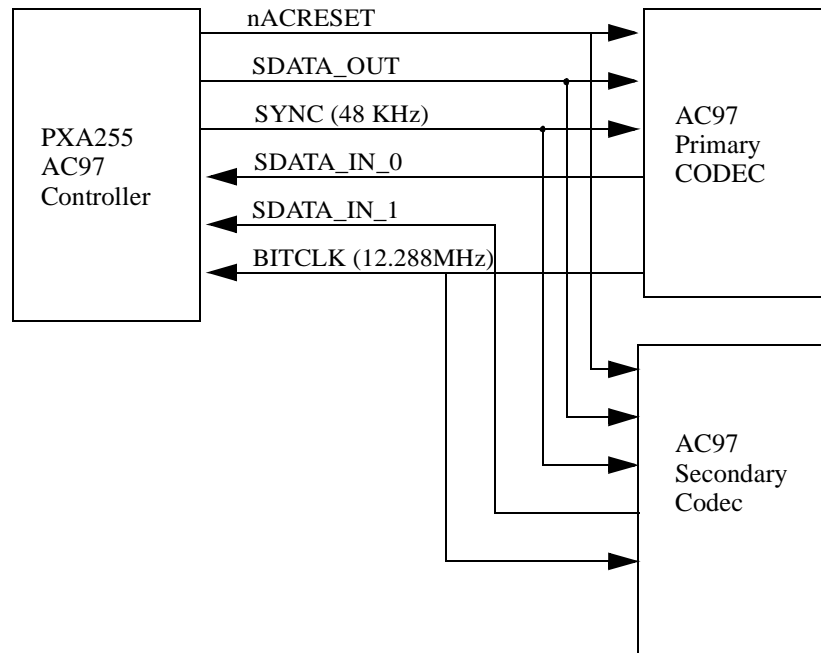 nACRESET
SDATA_OUT
SYNC (48 KHz)
SDATA_IN_0
SDATA_IN_1
BITCLK (12.288MHz)
PXA255
AC97
Controller
AC97
Primary
CODEC
AC97
Secondary
Codec